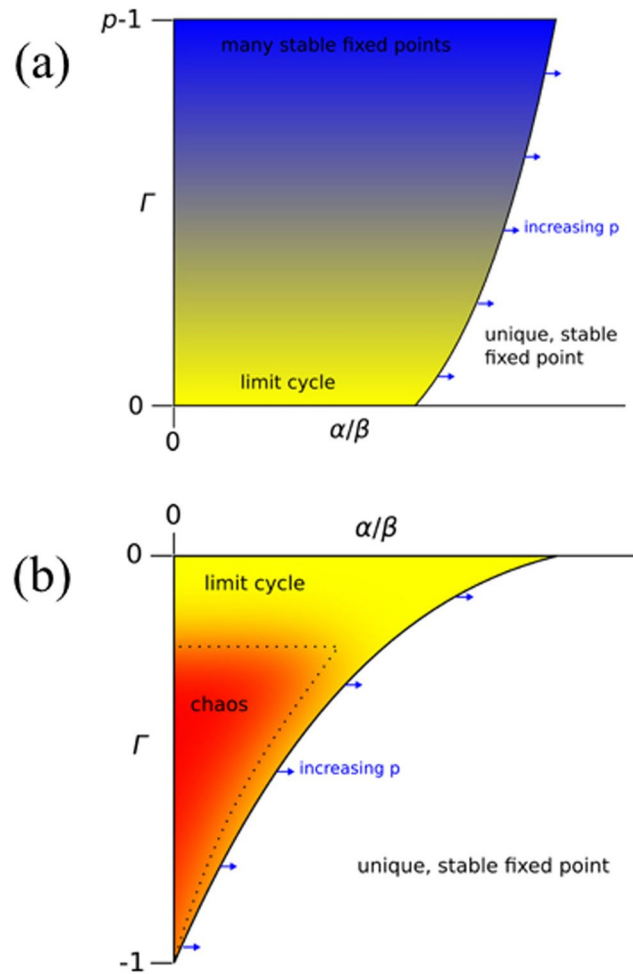 (a)
p-1
many stable fixed points
Γ
increasing p
unique, stable
fixed point
limit cycle
0
0
α/β
(b)
0
α/β
0
limit cycle
chaos
Γ
increasing p
unique, stable fixed point
-1